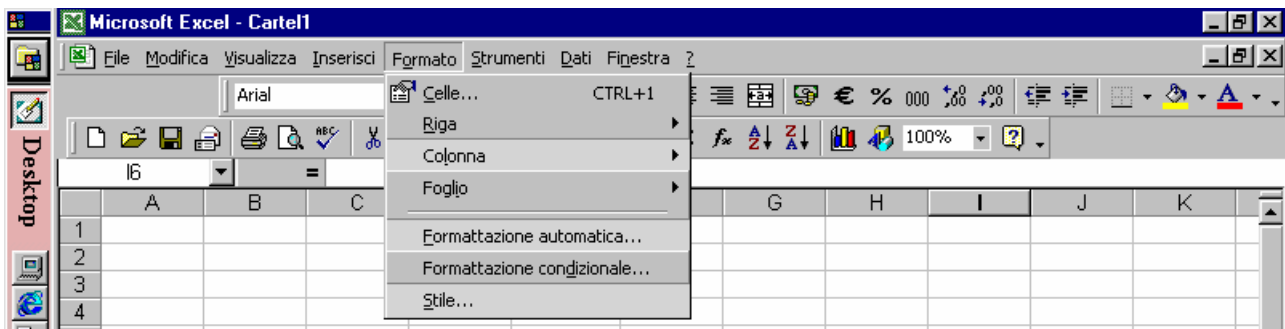 Microsoft Excel - Cartel1
File Modifica Visualizza Inserisci Formato Strumenti Dati Finestra ?
Arial € % 000
ABC 100%
I6 =
A B C G H I J K
1
2
3
4
Celle... CTRL+1
Riga
Colonna
Foglio
Formattazione automatica...
Formattazione condizionale...
Stile...
Desktop